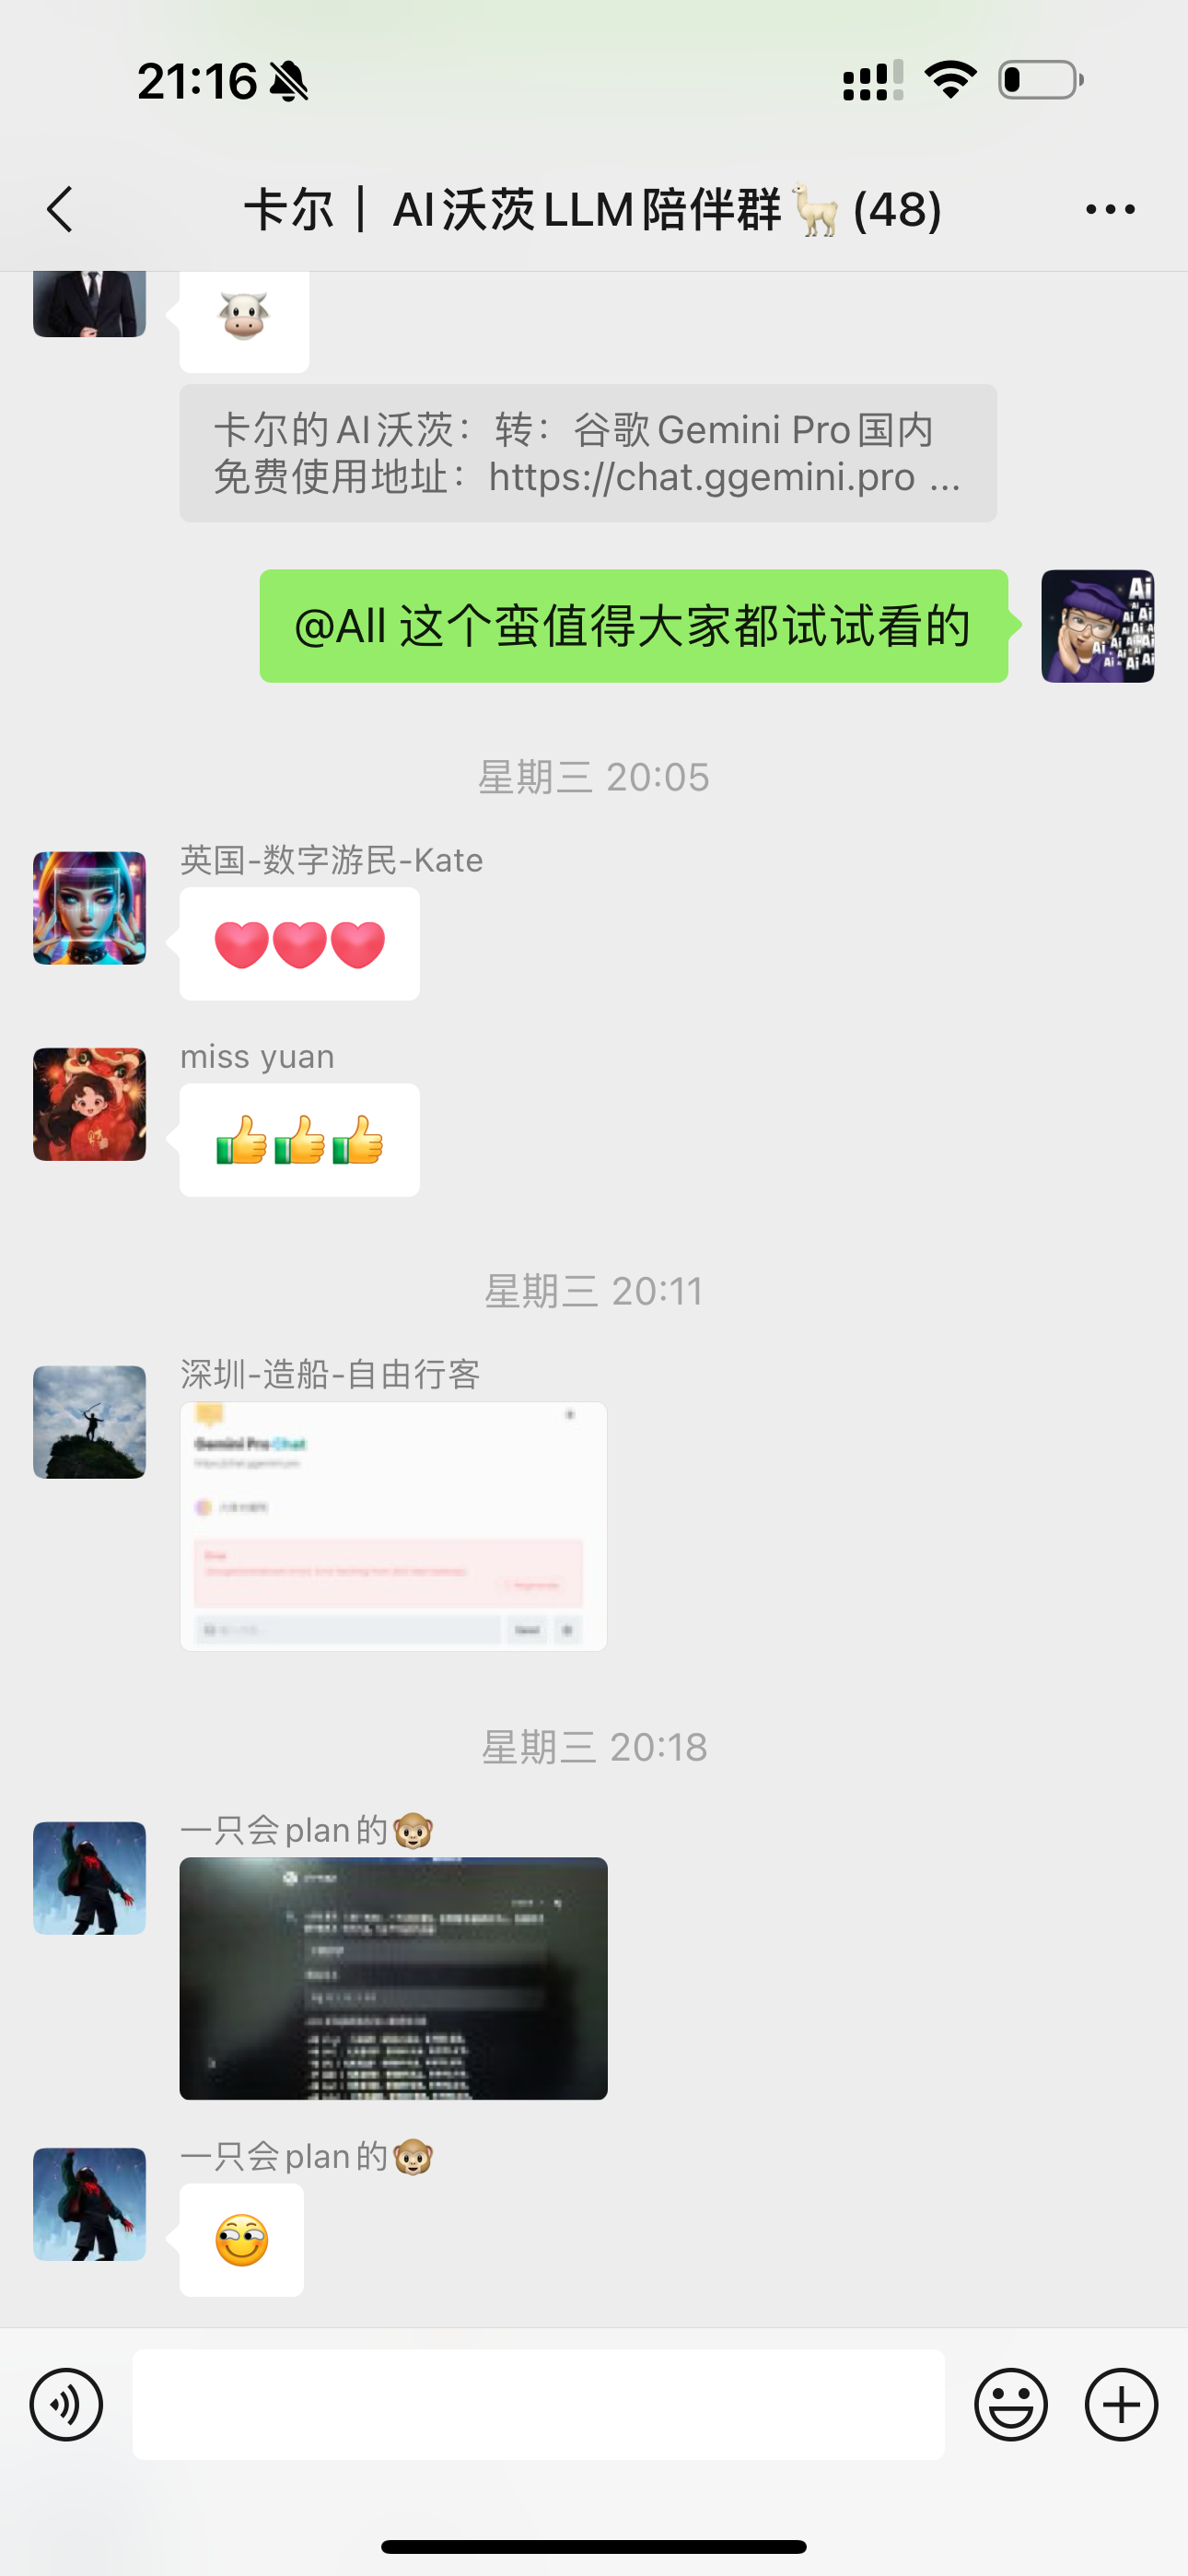 21:16
卡尔｜AI沃茨LLM陪伴群🦙(48)
🐮
卡尔的AI沃茨：转：谷歌Gemini Pro国内
免费使用地址：https://chat.ggemini.pro ...
@All 这个蛮值得大家都试试看的
Ai
星期三 20:05
英国-数字游民-Kate
❤️❤️❤️
miss yuan
👍👍👍
星期三 20:11
深圳-造船-自由行客
Gemini Pro Chat
星期三 20:18
一只会plan的🐵
一只会plan的🐵